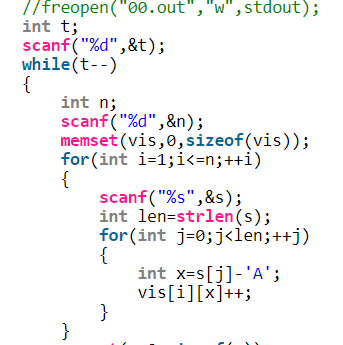 //freopen("00.out","w",stdout);
int t;
scanf("%d",&t);
while(t--)
{
int n;
scanf("%d",&n);
memset(vis,0,sizeof(vis));
for(int i=1;i<=n;++i)
{
scanf("%s",&s);
int len=strlen(s);
for(int j=0;j<len;++j)
{
int x=s[j]-'A';
vis[i][x]++;
}
}